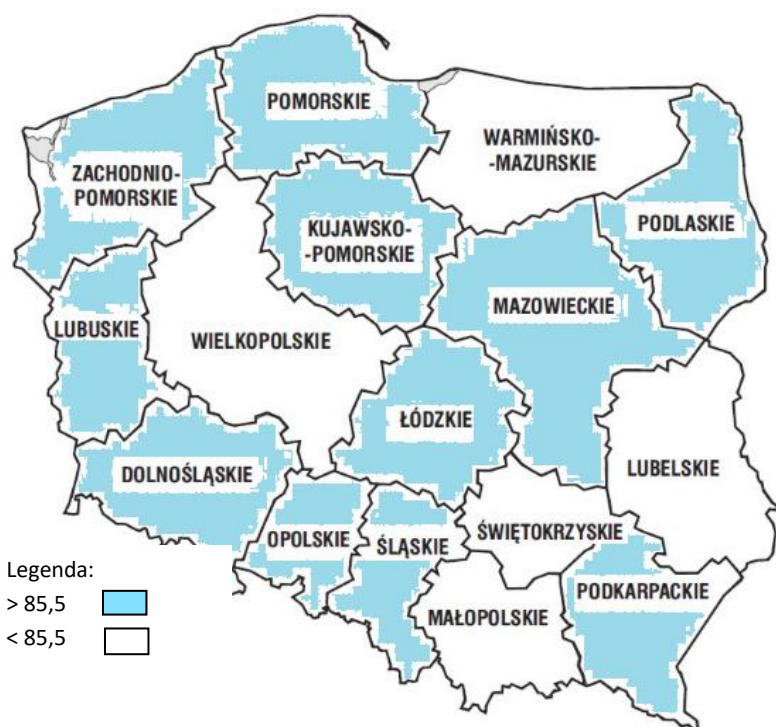 POMORSKIE
WARMIŃSKO-
-MAZURSKIE
ZACHODNIO-
POMORSKIE
PODLASKIE
KUJAWSKO-
-POMORSKIE
MAZOWIECKIE
LUBUSKIE
WIELKOPOLSKIE
ŁÓDZKIE
LUBELSKIE
DOLNOŚLĄSKIE
OPOLSKIE
ŚLĄSKIE
ŚWIĘTOKRZYSKIE
PODKARPACKIE
MAŁOPOLSKIE
Legenda:
> 85,5
< 85,5